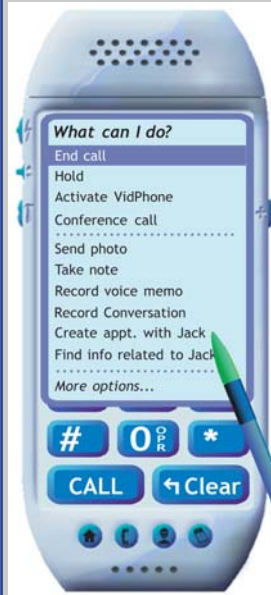 What can I do?
End call
Hold
Activate VidPhone
Conference call
Send photo
Take note
Record voice memo
Record Conversation
Create appt. with Jack
Find info related to Jack
More options...
# 0 OPR *
CALL Clear